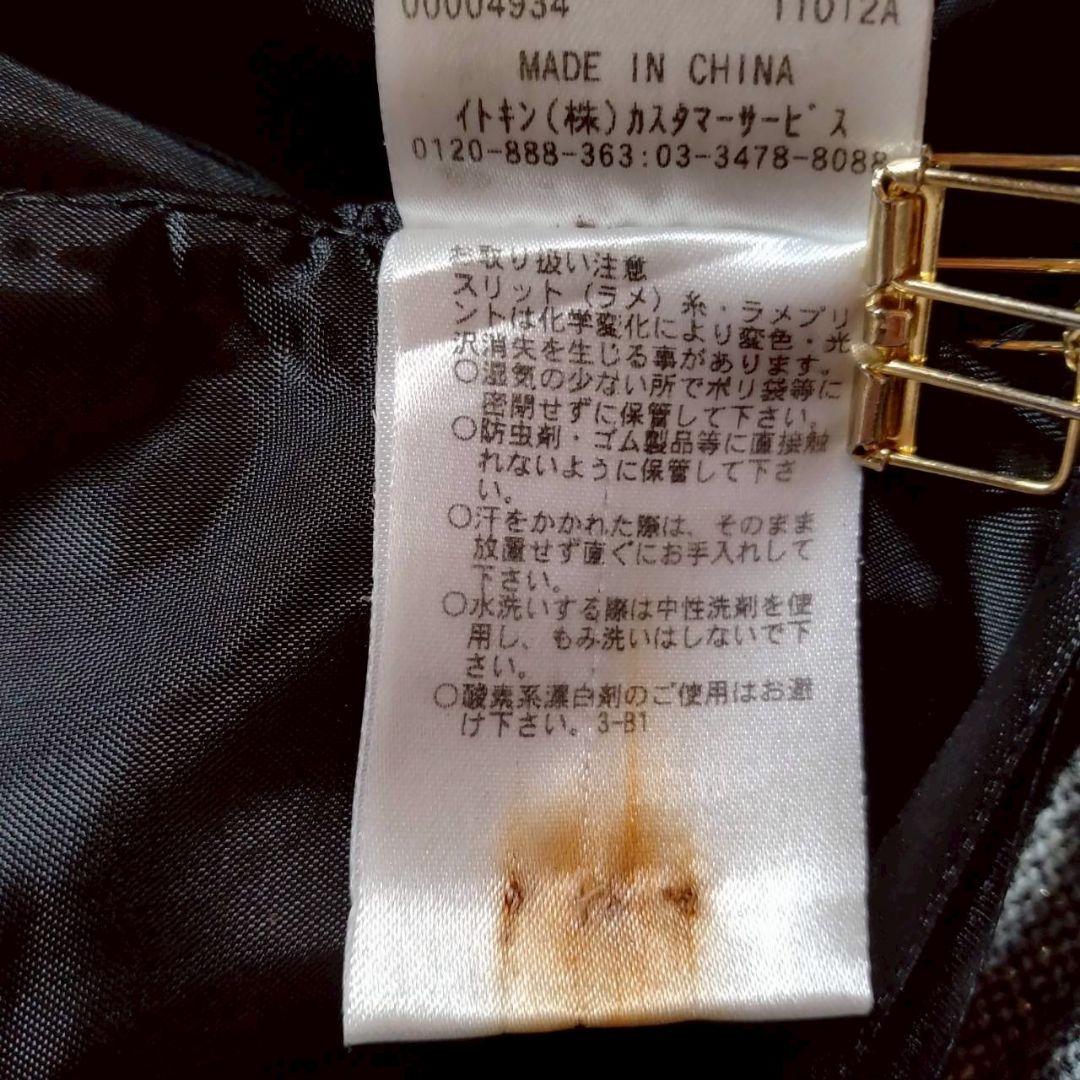 00004934 11012A
MADE IN CHINA
イトキン(株)カスタマーサービス
0120-888-363:03-3478-8088
お取り扱い注意
スリット(ラメ)糸・ラメプリ
ントは化学変化により変色・光
沢消失を生じる事があります。
○湿気の少ない所でポリ袋等に
密閉せずに保管して下さい。
○防虫剤・ゴム製品等に直接触
れないように保管して下さ
い。
○汗をかかれた際は、そのまま
放置せず直ぐにお手入れして
下さい。
○水洗いする際は中性洗剤を使
用し、もみ洗いはしないで下
さい。
○酸素系漂白剤のご使用はお避
け下さい。3-B1